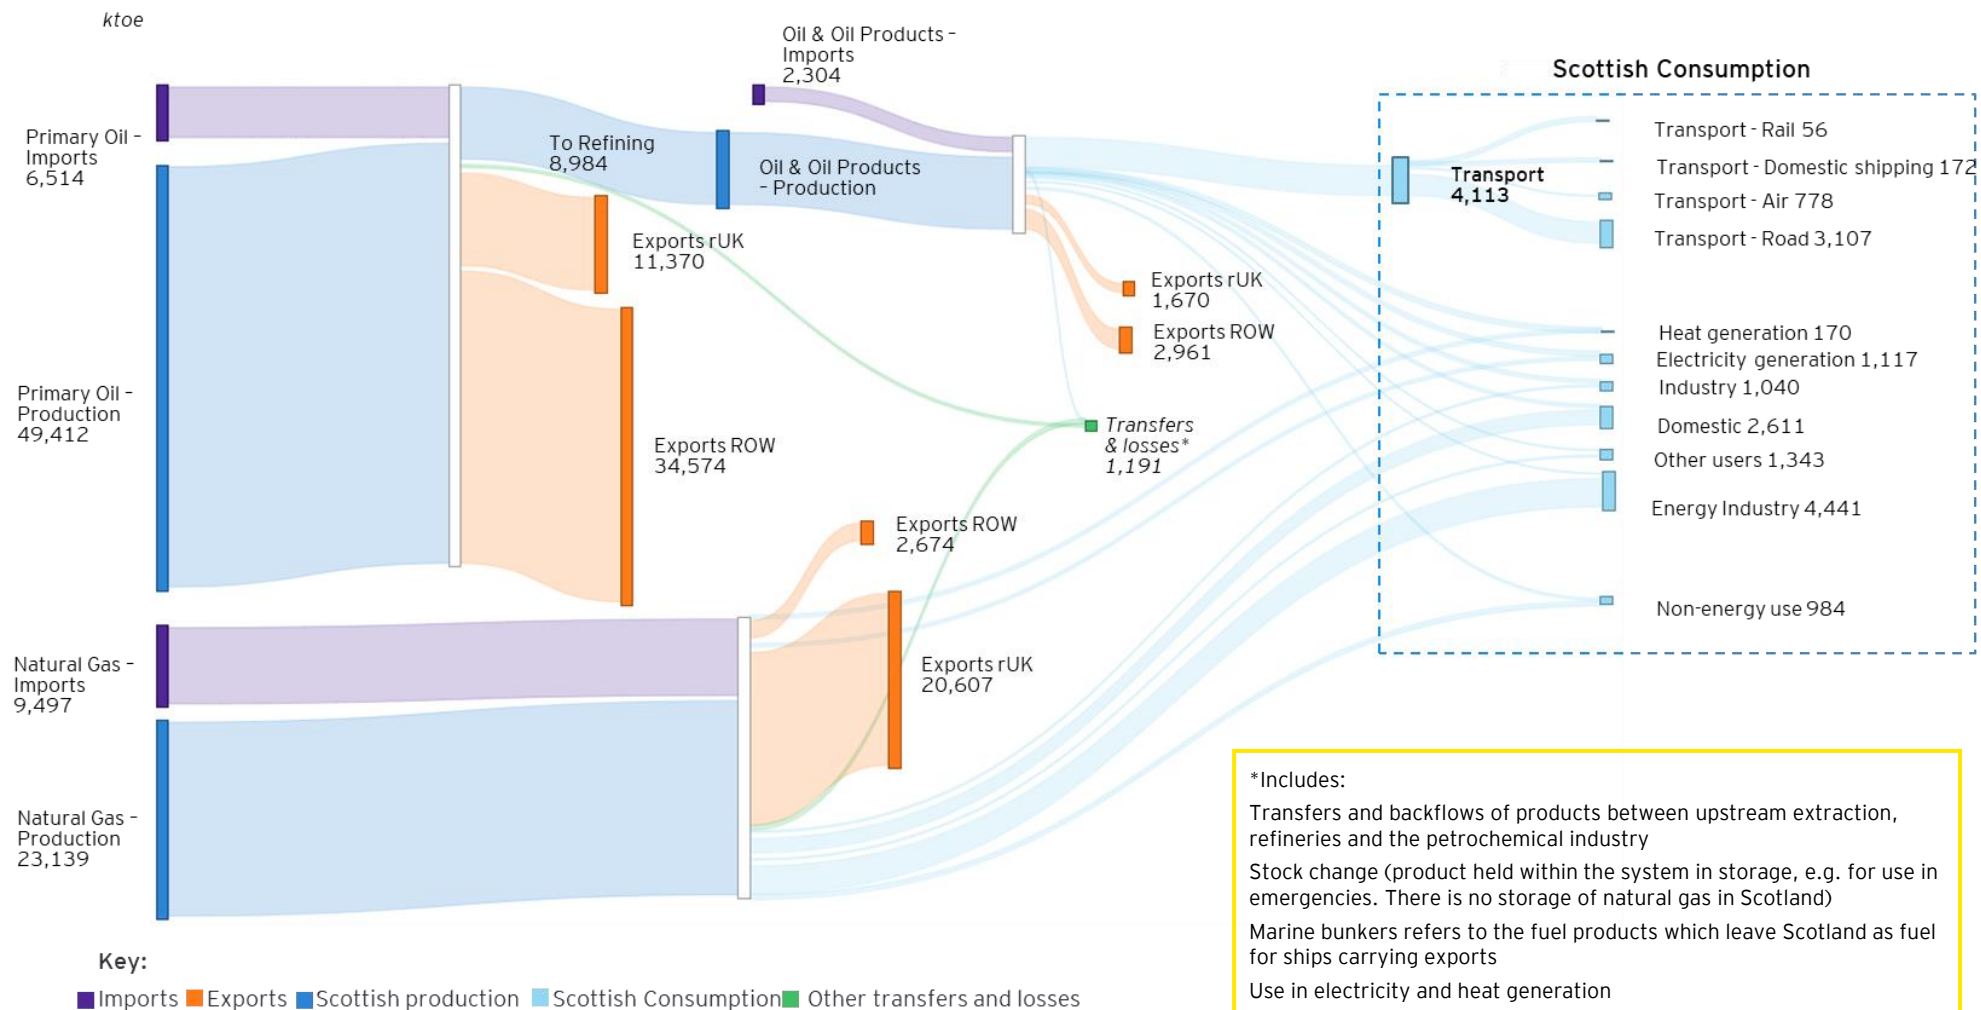 ktoe
Oil & Oil Products –
Imports
2,304
Scottish Consumption
Primary Oil –
Imports
6,514
To Refining
8,984
Oil & Oil Products
– Production
Transport
4,113
Transport - Rail 56
Transport - Domestic shipping 172
Transport - Air 778
Transport - Road 3,107
Exports rUK
11,370
Exports rUK
1,670
Exports ROW
2,961
Heat generation 170
Electricity generation 1,117
Industry 1,040
Domestic 2,611
Other users 1,343
Energy Industry 4,441
Non-energy use 984
Primary Oil –
Production
49,412
Exports ROW
34,574
Transfers
& losses*
1,191
Exports ROW
2,674
Natural Gas –
Imports
9,497
Exports rUK
20,607
Natural Gas –
Production
23,139
*Includes:
Transfers and backflows of products between upstream extraction,
refineries and the petrochemical industry
Stock change (product held within the system in storage, e.g. for use in
emergencies. There is no storage of natural gas in Scotland)
Marine bunkers refers to the fuel products which leave Scotland as fuel
for ships carrying exports
Use in electricity and heat generation
Key:
Imports Exports Scottish production Scottish Consumption Other transfers and losses